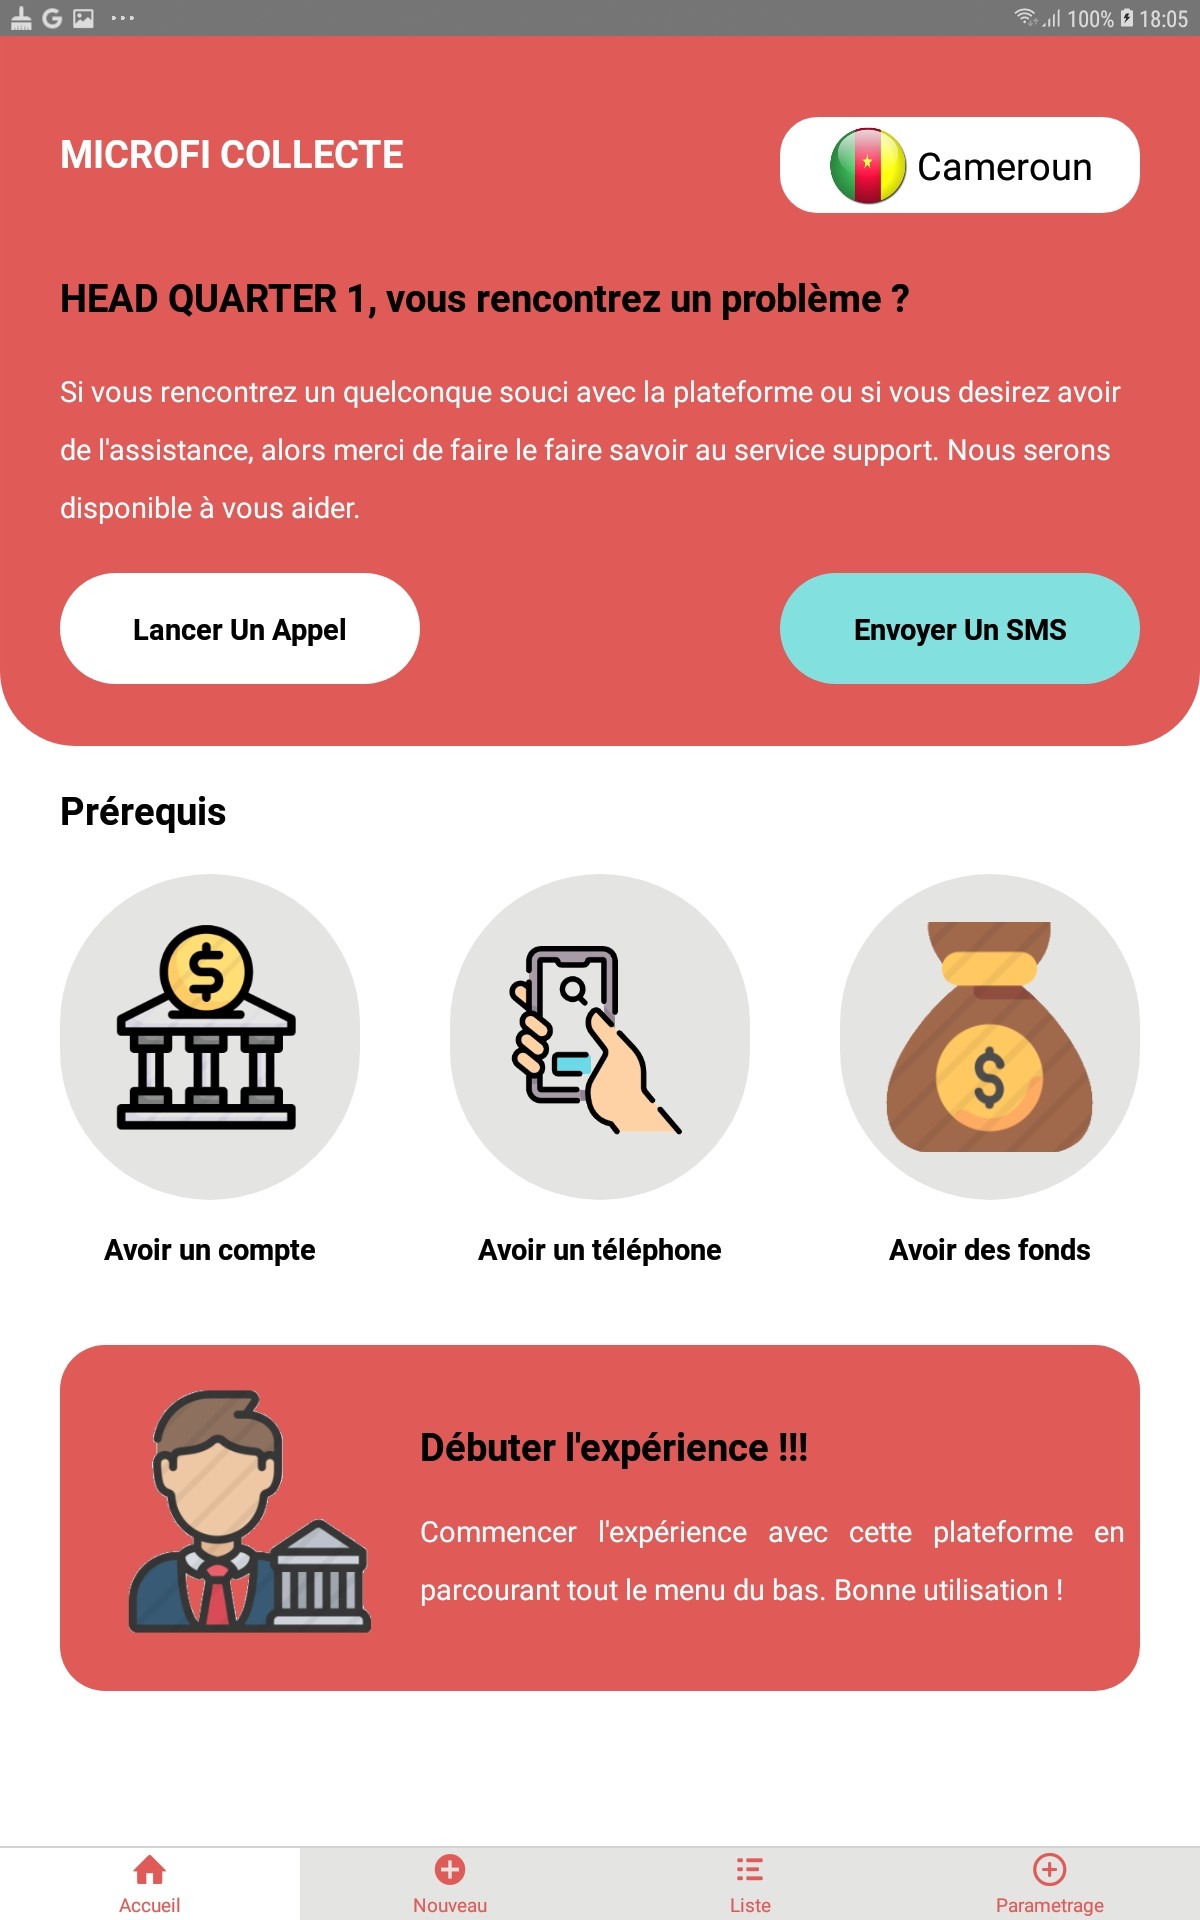 100% 18:05
MICROFI COLLECTE
Cameroun
HEAD QUARTER 1, vous rencontrez un problème ?
Si vous rencontrez un quelconque souci avec la plateforme ou si vous desirez avoir
de l'assistance, alors merci de faire le faire savoir au service support. Nous serons
disponible à vous aider.
Lancer Un Appel
Envoyer Un SMS
Prérequis
Avoir un compte
Avoir un téléphone
Avoir des fonds
Débuter l'expérience !!!
Commencer l'expérience avec cette plateforme en
parcourant tout le menu du bas. Bonne utilisation !
Accueil
Nouveau
Liste
Parametrage